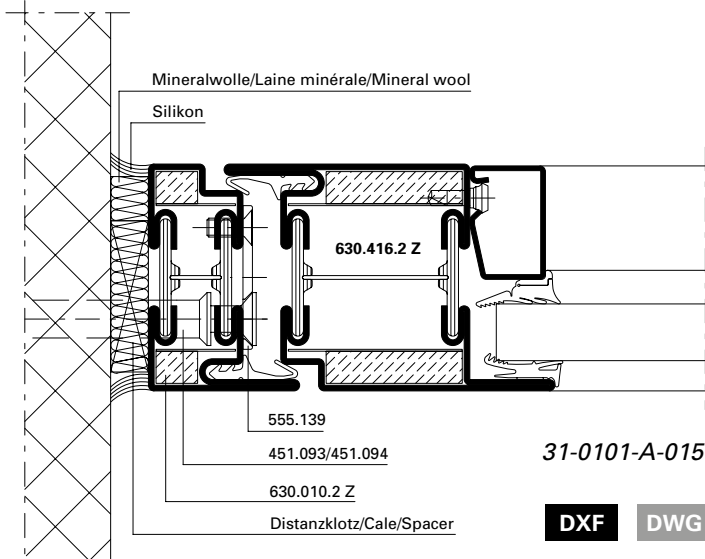 Mineralwolle/Laine minérale/Mineral wool
Silikon
630.416.2 Z
555.139
451.093/451.094
630.010.2 Z
Distanzklotz/Cale/Spacer
31-0101-A-015
DXF DWG